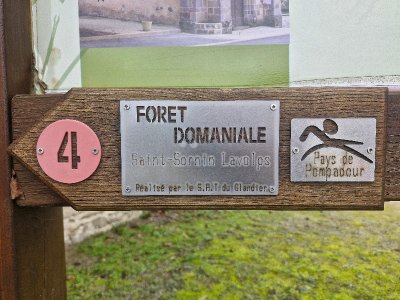 4
FORET
DOMANIALE
Saint-Sornin Lavolps
Réalisé par le S.A.T du Glandier
Pays de
Pompadour